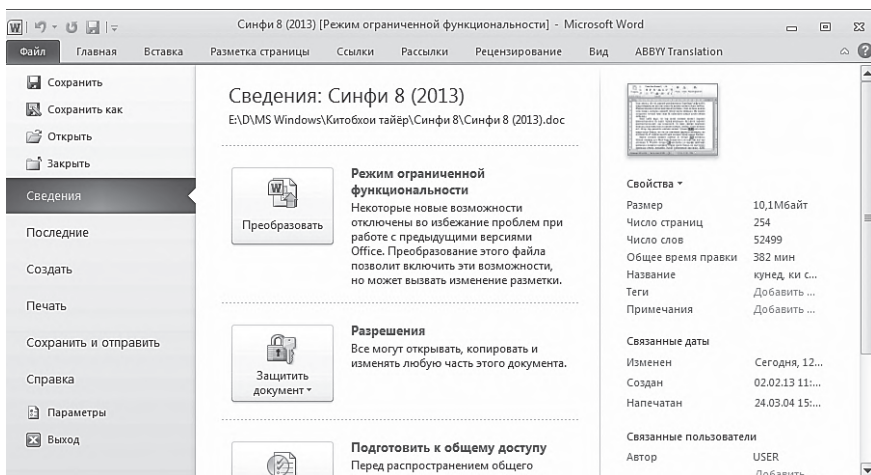 Синфи 8 (2013) [Режим ограниченной функциональности] - Microsoft Word
Файл Главная Вставка Разметка страницы Ссылки Рассылки Рецензирование Вид ABBYY Translation
Сохранить
Сохранить как
Открыть
Закрыть
Сведения
Последние
Создать
Печать
Сохранить и отправить
Справка
Параметры
Выход
Сведения: Синфи 8 (2013)
E:\D\MS Windows\Китобхои тайёр\Синфи 8\Синфи 8 (2013).doc
Преобразовать
Режим ограниченной
функциональности
Некоторые новые возможности
отключены во избежание проблем при
работе с предыдущими версиями
Office. Преобразование этого файла
позволит включить эти возможности,
но может вызвать изменение разметки.
Защитить
документ
Разрешения
Все могут открывать, копировать и
изменять любую часть этого документа.
Подготовить к общему доступу
Перед распространением общего
Свойства
Размер 10,1Мбайт
Число страниц 254
Число слов 52499
Общее время правки 382 мин
Название кунед, ки с...
Теги Добавить ...
Примечания Добавить ...
Связанные даты
Изменен Сегодня, 12...
Создан 02.02.13 11:...
Напечатан 24.03.04 15:...
Связанные пользователи
Автор USER
Добавить